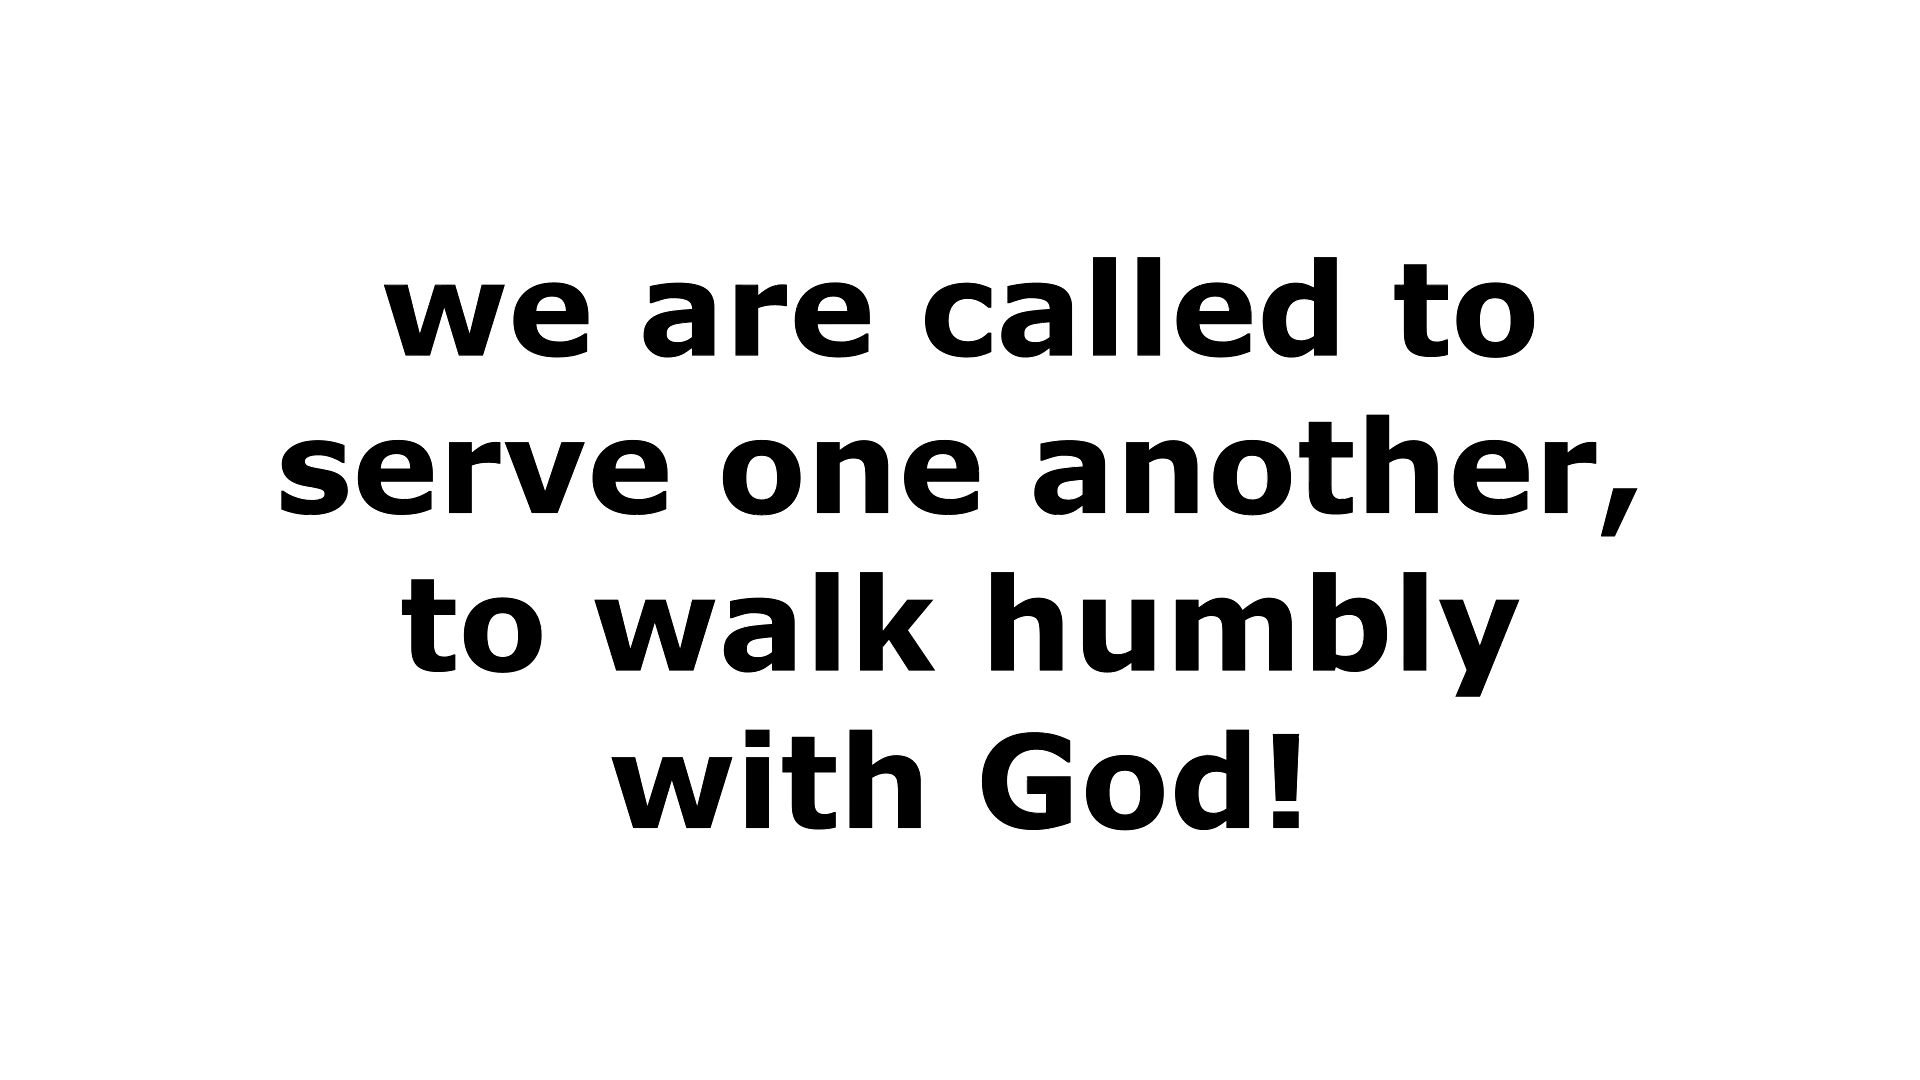 we are called to
serve one another,
to walk humbly
with God!